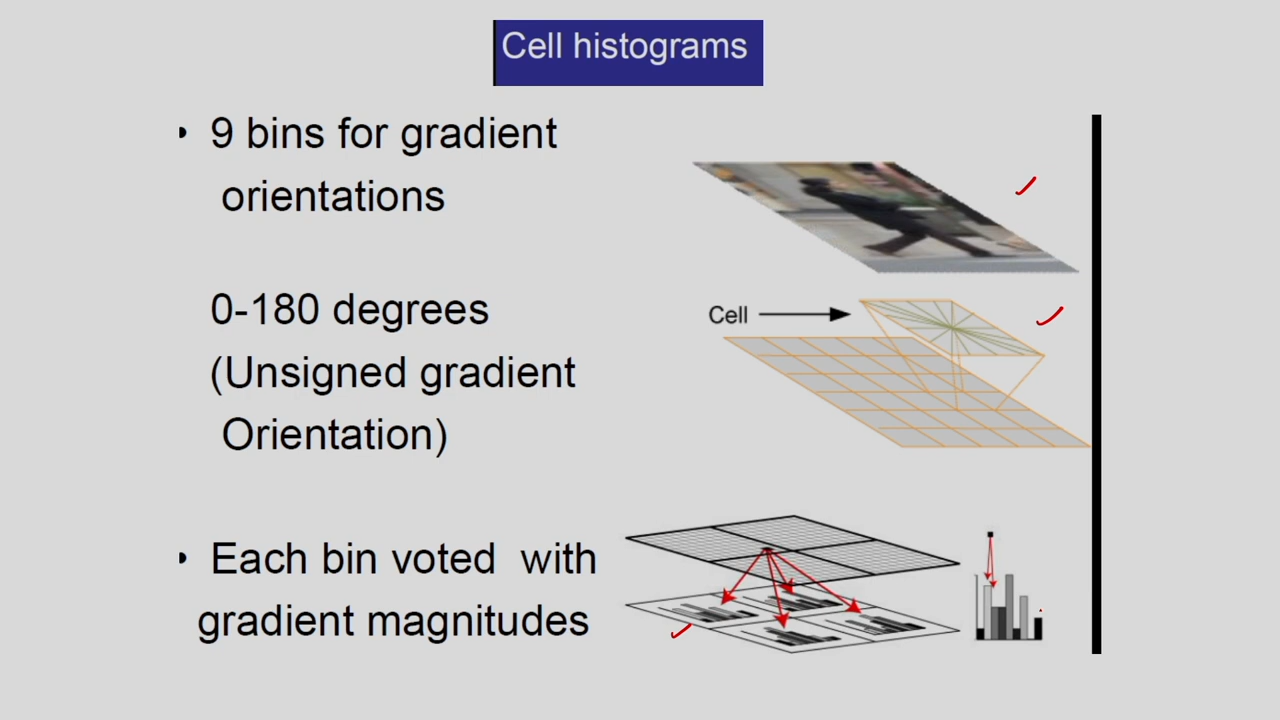 Cell histograms
• 9 bins for gradient
orientations
0-180 degrees
(Unsigned gradient
Orientation)
Cell
• Each bin voted with
gradient magnitudes